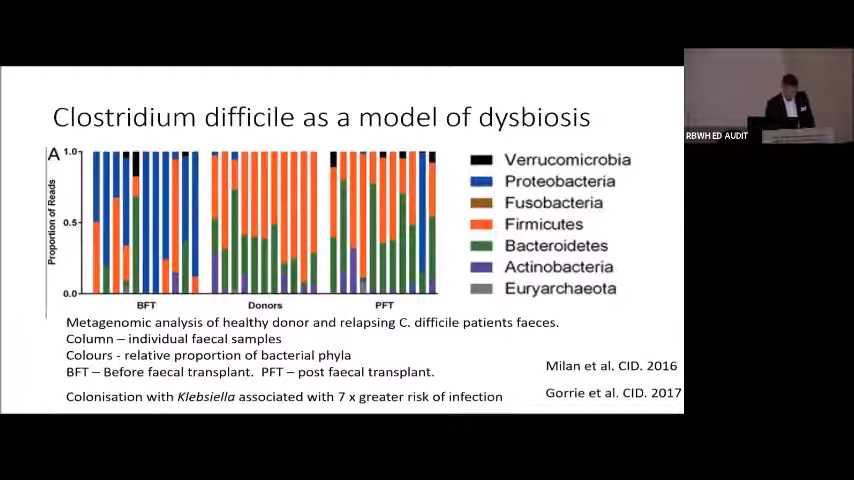 Clostridium difficile as a model of dysbiosis
A
1.0
0.5
0.0
Proportion of Reads
BFT
Donors
PFT
Verrucomicrobia
Proteobacteria
Fusobacteria
Firmicutes
Bacteroidetes
Actinobacteria
Euryarchaeota
Metagenomic analysis of healthy donor and relapsing C. difficile patients faeces.
Column – individual faecal samples
Colours - relative proportion of bacterial phyla
BFT – Before faecal transplant.  PFT – post faecal transplant.
Colonisation with Klebsiella associated with 7 x greater risk of infection
Milan et al. CID. 2016
Gorrie et al. CID. 2017
RBWH ED AUDIT